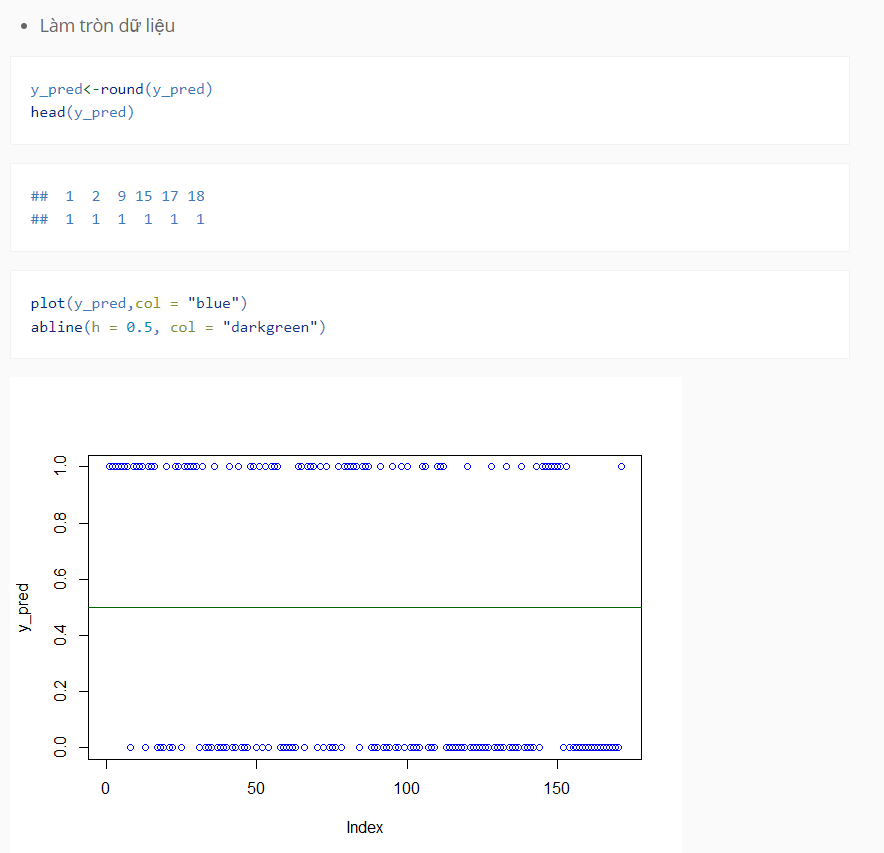 • Làm tròn dữ liệu
y_pred<-round(y_pred)
head(y_pred)
##  1  2  9 15 17 18
##  1  1  1  1  1  1
plot(y_pred,col = "blue")
abline(h = 0.5, col = "darkgreen")
1.0
0.8
0.6
0.4
0.2
0.0
y_pred
0 50 100 150
Index